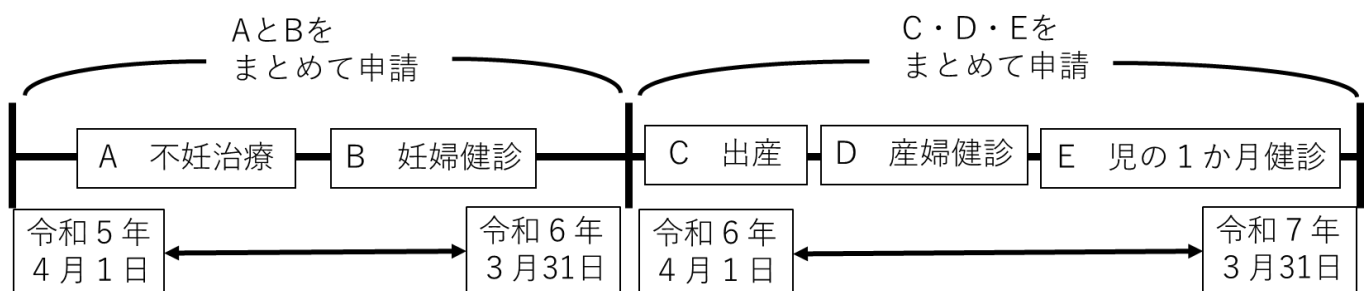 AとBを
まとめて申請
C・D・Eを
まとめて申請
A　不妊治療
B　妊婦健診
C　出産
D　産婦健診
E　児の１か月健診
令和５年
４月１日
令和６年
３月31日
令和６年
４月１日
令和７年
３月31日